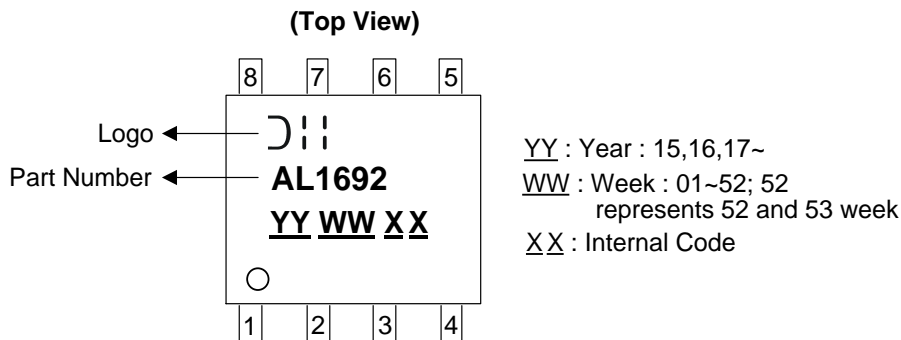 (Top View)
8 7 6 5
Logo
Part Number
AL1692
YY WW X X
1 2 3 4
YY : Year : 15,16,17~
WW : Week : 01~52; 52
represents 52 and 53 week
X X : Internal Code